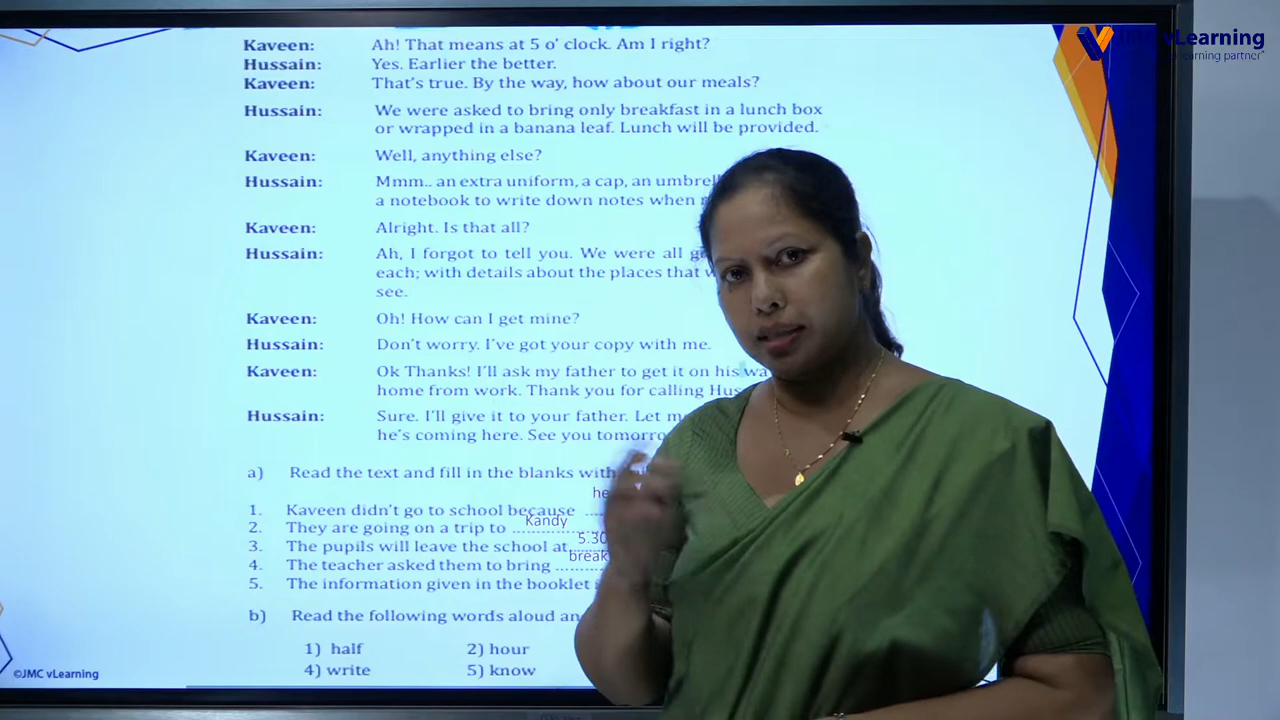 JMC vLearning
learning partner
Kaveen: Ah! That means at 5 o' clock. Am I right?
Hussain: Yes. Earlier the better.
Kaveen: That's true. By the way, how about our meals?
Hussain: We were asked to bring only breakfast in a lunch box
or wrapped in a banana leaf. Lunch will be provided.
Kaveen: Well, anything else?
Hussain: Mmm.. an extra uniform, a cap, an
a notebook to write down notes when
Kaveen: Alright. Is that all?
Hussain: Ah, I forgot to tell you. We were all
each; with details about the places that
see.
Kaveen: Oh! How can I get mine?
Hussain: Don't worry. I've got your copy with me.
Kaveen: Ok Thanks! I'll ask my father to get it on his
home from work. Thank you for calling
Hussain: Sure. I'll give it to your father. Let
he's coming here. See you
a) Read the text and fill in the blanks
he
1. Kaveen didn't go to school because ....
2. They are going on a trip to Kandy
3. The pupils will leave the school at 5.30
4. The teacher asked them to bring break
5. The information given in the booklet
b) Read the following words aloud
1) half 2) hour
4) write 5) know
©JMC vLearning